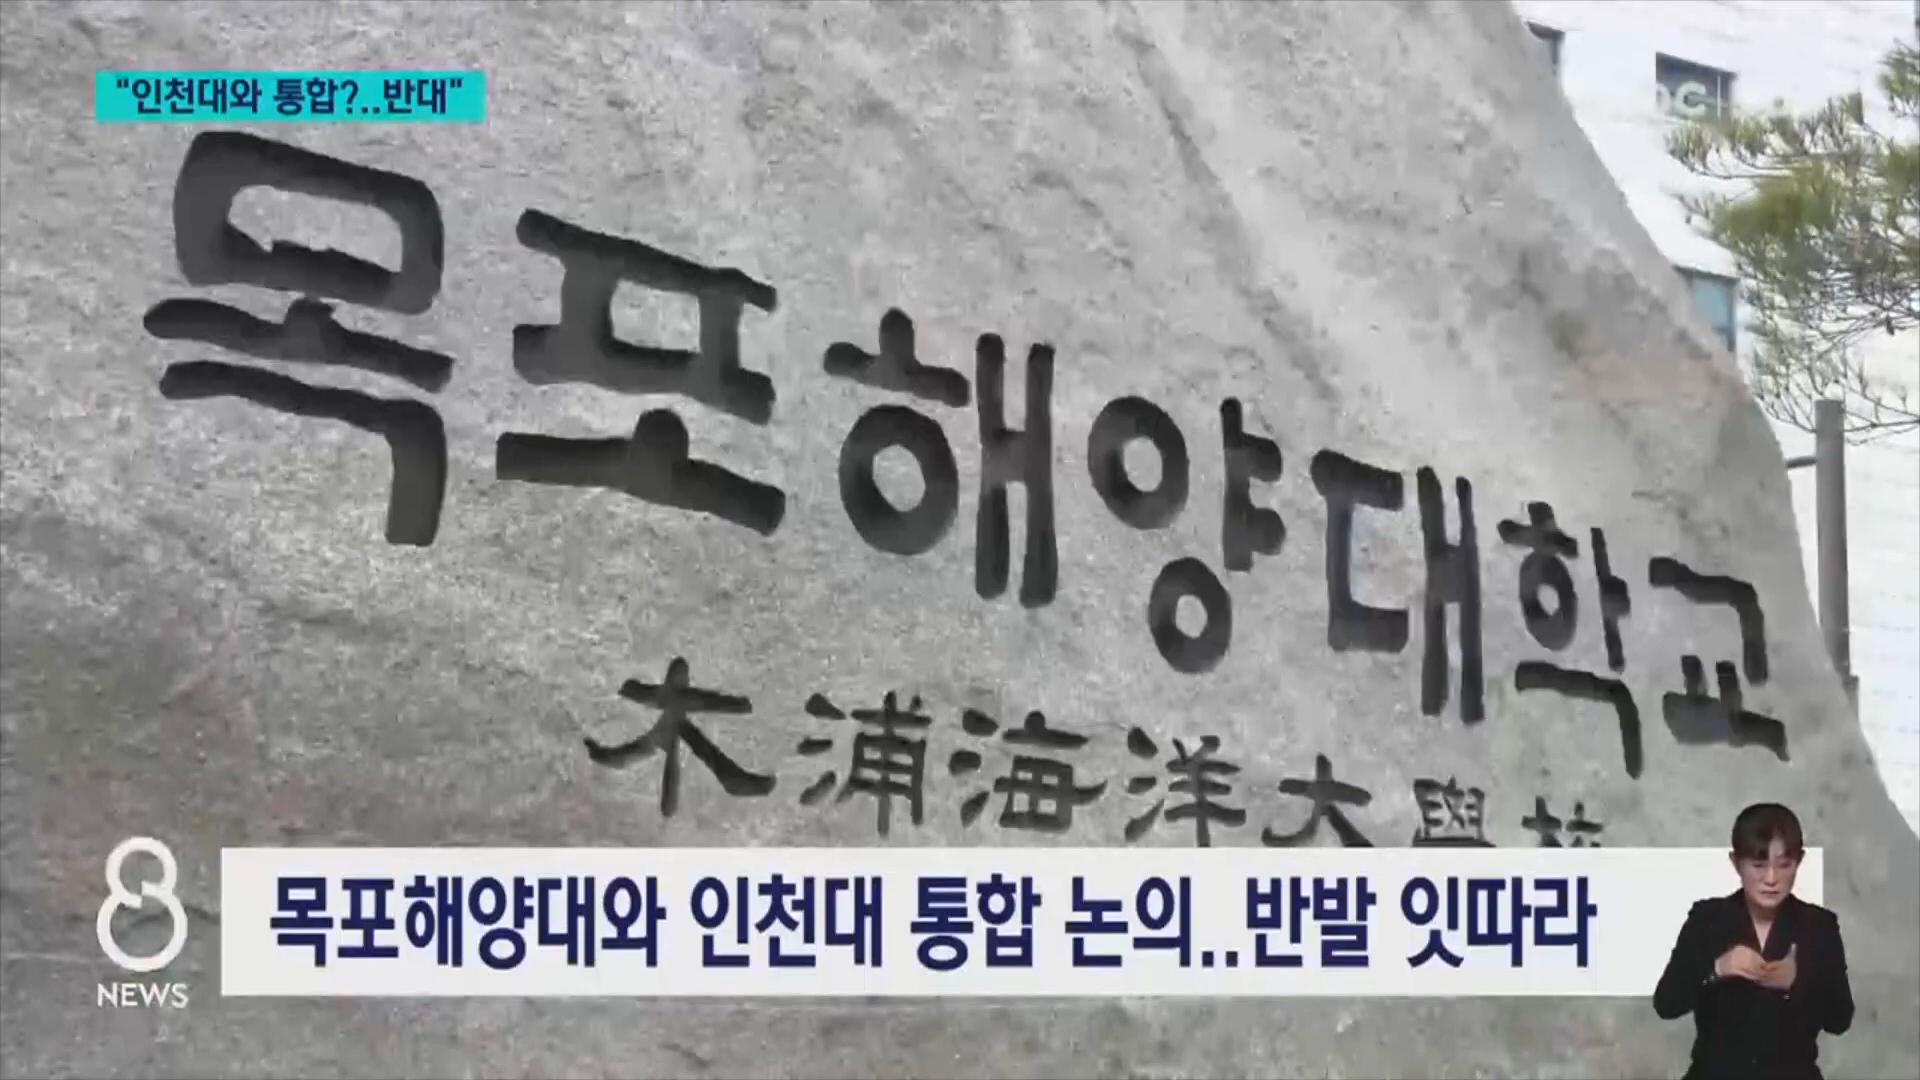 "인천대와 통합?..반대"
목포해양대학교
木浦海洋大學校
8
NEWS
목포해양대와 인천대 통합 논의..반발 잇따라